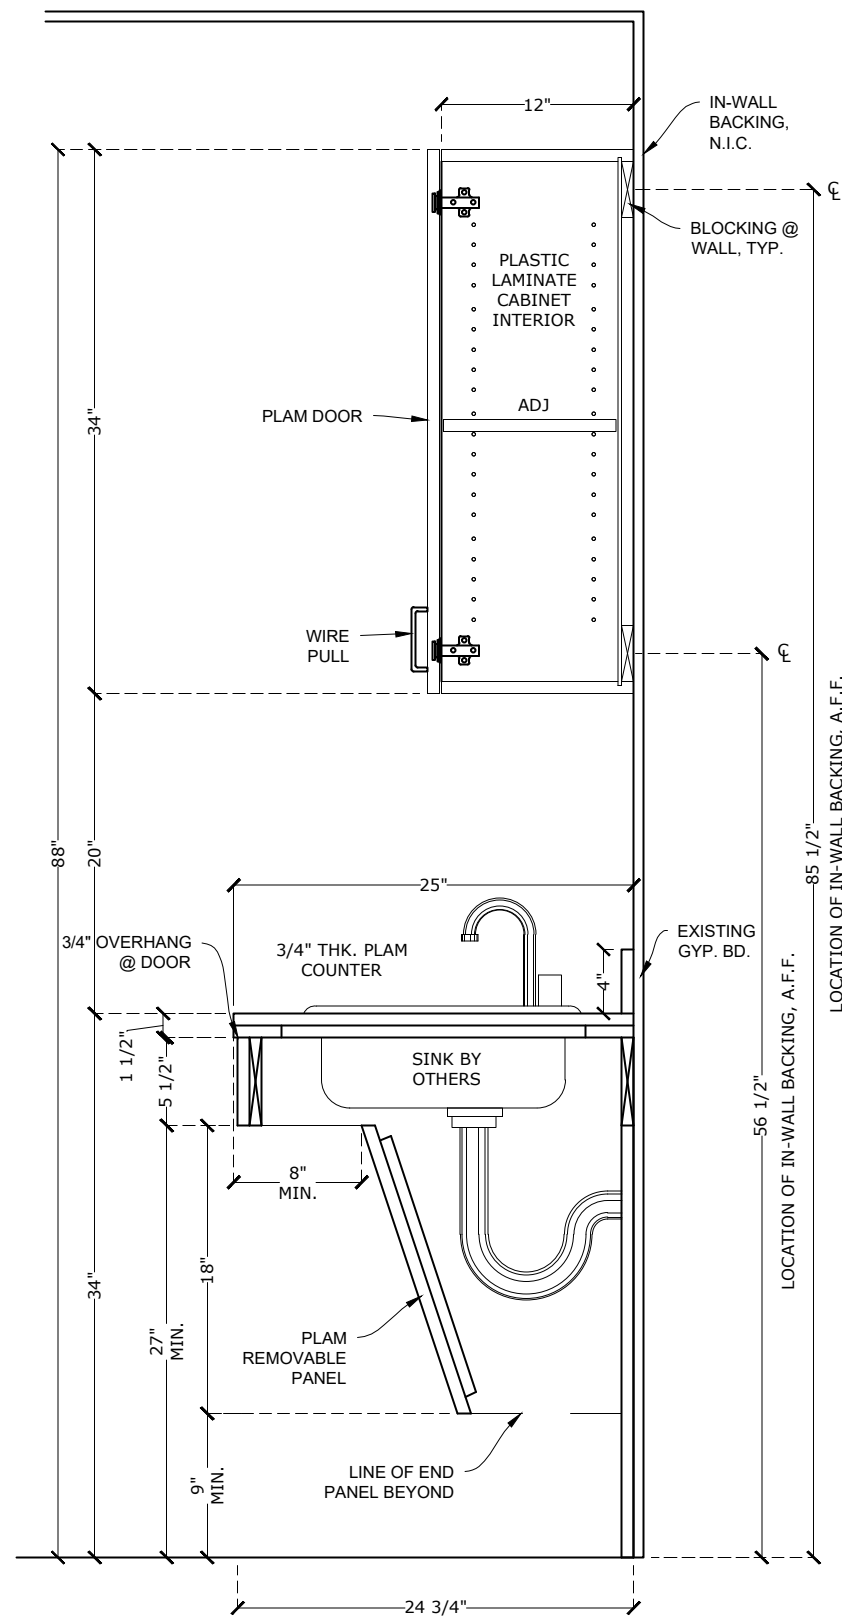 12"
IN-WALL
BACKING,
N.I.C.
℄
BLOCKING @
WALL, TYP.
PLASTIC
LAMINATE
CABINET
INTERIOR
ADJ
PLAM DOOR
34"
WIRE
PULL
℄
88"
20"
25"
85 1/2"
LOCATION OF IN-WALL BACKING, A.F.F.
3/4" OVERHANG
@ DOOR
3/4" THK. PLAM
COUNTER
4"
EXISTING
GYP. BD.
1 1/2"
5 1/2"
SINK BY
OTHERS
56 1/2"
LOCATION OF IN-WALL BACKING, A.F.F.
8"
MIN.
18"
34"
27"
MIN.
PLAM
REMOVABLE
PANEL
9"
MIN.
LINE OF END
PANEL BEYOND
24 3/4"